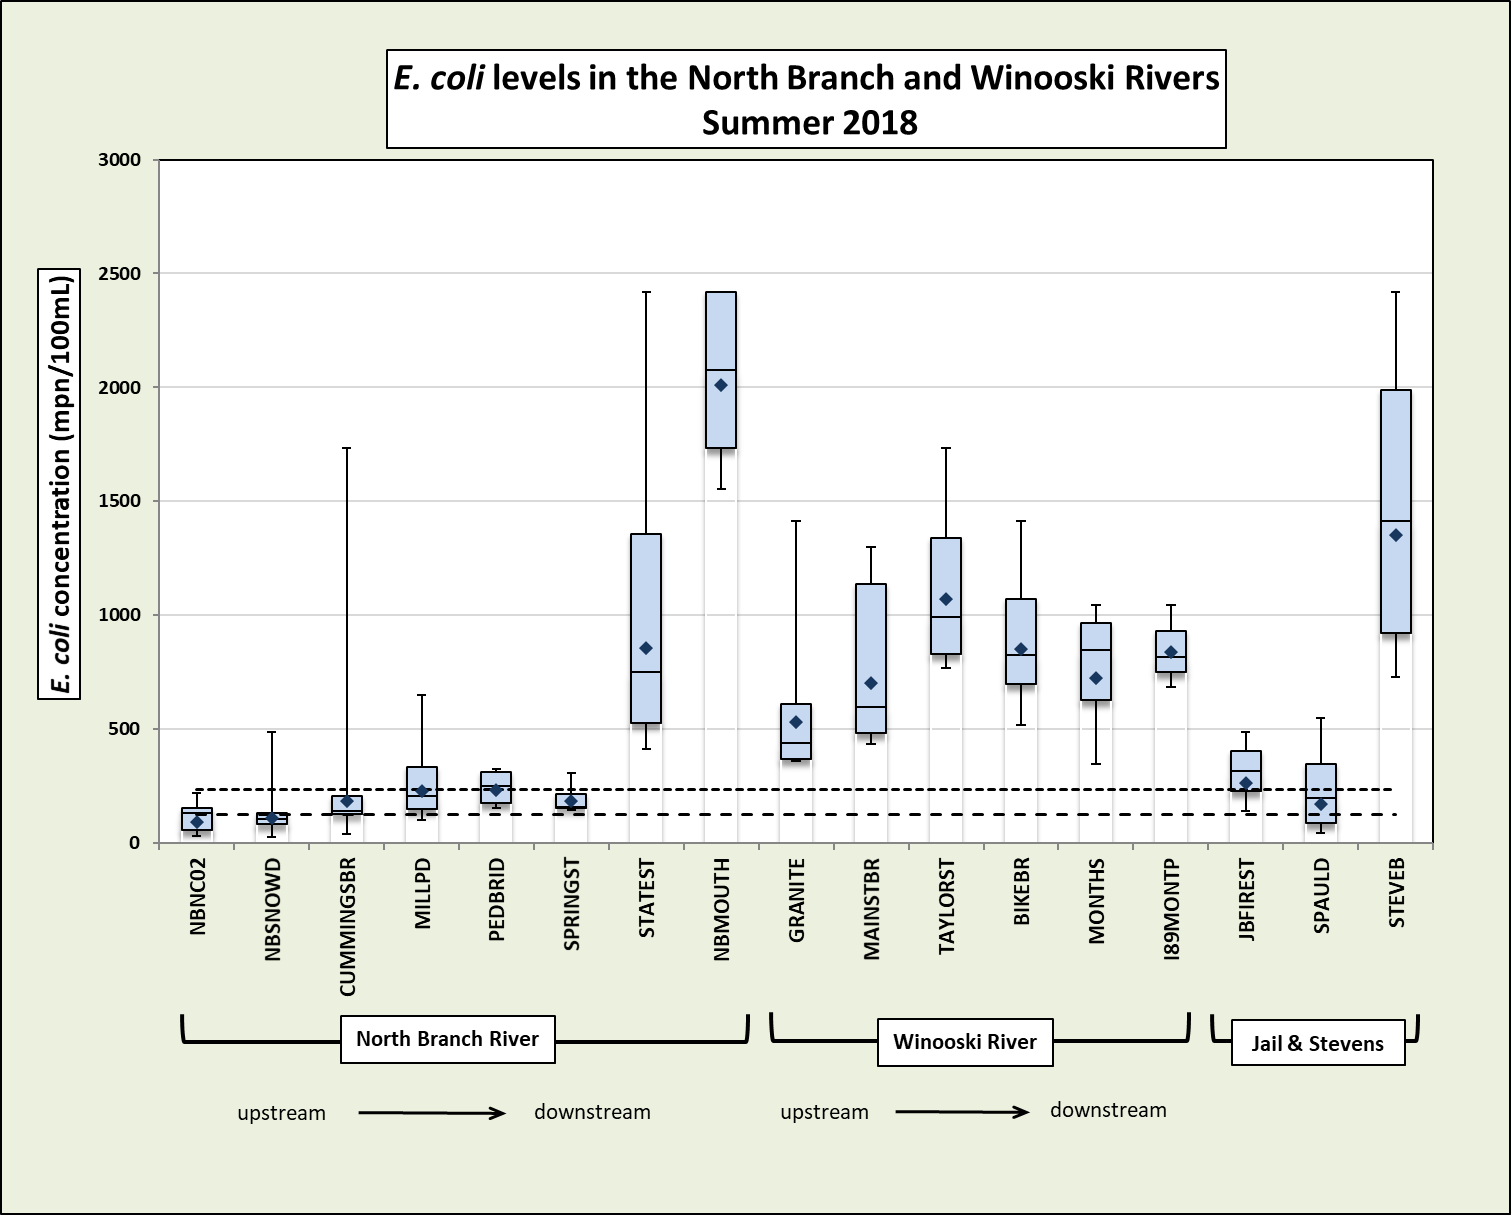 E. coli levels in the North Branch and Winooski Rivers
Summer 2018
E. coli concentration (mpn/100mL)
3000
2500
2000
1500
1000
500
0
NBNC02
NBSNOWD
CUMMINGSBR
MILLPD
PEDBRID
SPRINGST
STATEST
NBMOUTH
GRANITE
MAINSTBR
TAYLORST
BIKEBR
MONTHS
I89MONTP
JBFIREST
SPAULD
STEVEB
North Branch River
Winooski River
Jail & Stevens
upstream
downstream
upstream
downstream